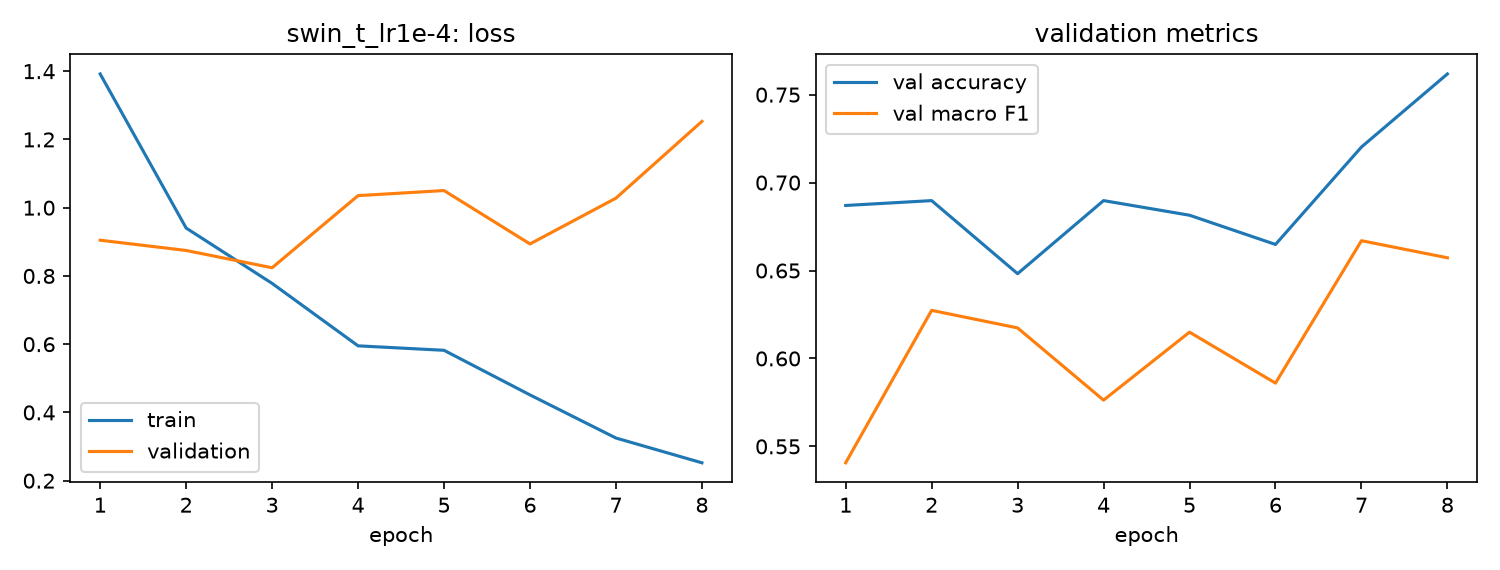 swin_t_lr1e-4: loss
1.4
1.2
1.0
0.8
0.6
0.4
0.2
train
validation
1 2 3 4 5 6 7 8
epoch
validation metrics
val accuracy
val macro F1
0.75
0.70
0.65
0.60
0.55
1 2 3 4 5 6 7 8
epoch